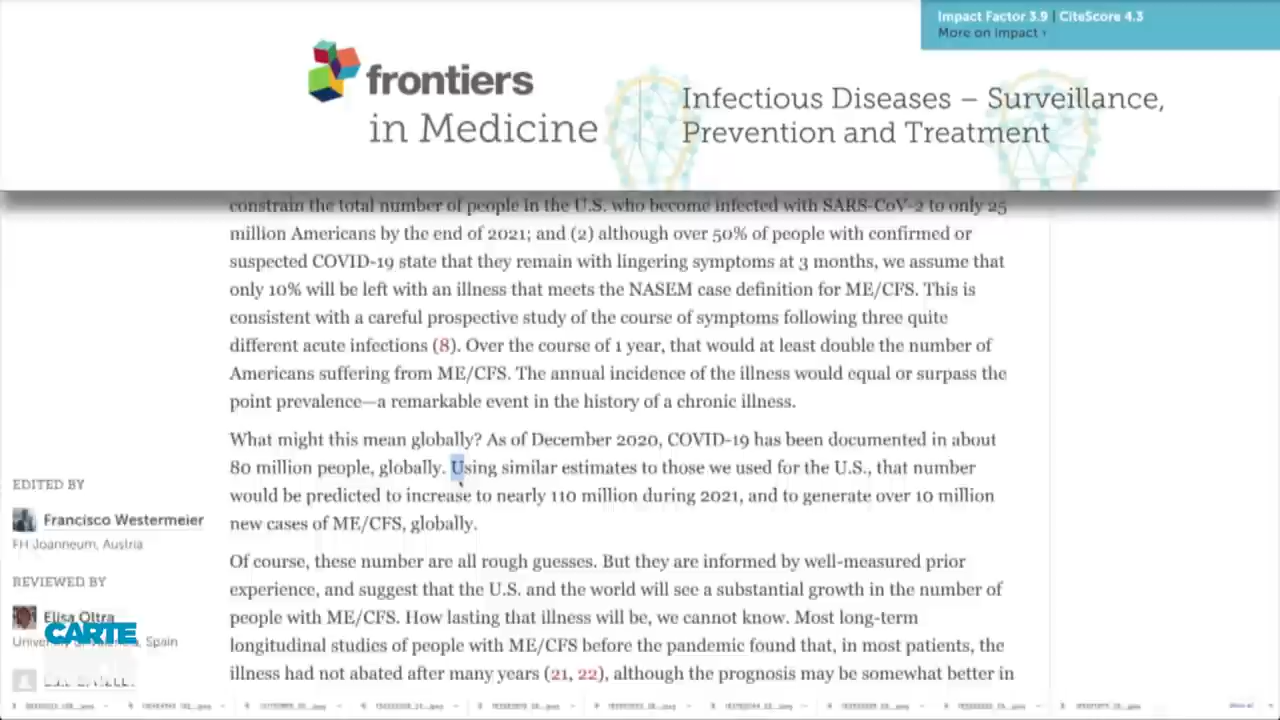 Impact Factor 3.9 | CiteScore 4.3
More on impact ›
frontiers
in Medicine
Infectious Diseases – Surveillance,
Prevention and Treatment
constrain the total number of people in the U.S. who become infected with SARS-CoV-2 to only 25
million Americans by the end of 2021; and (2) although over 50% of people with confirmed or
suspected COVID-19 state that they remain with lingering symptoms at 3 months, we assume that
only 10% will be left with an illness that meets the NASEM case definition for ME/CFS. This is
consistent with a careful prospective study of the course of symptoms following three quite
different acute infections (8). Over the course of 1 year, that would at least double the number of
Americans suffering from ME/CFS. The annual incidence of the illness would equal or surpass the
point prevalence—a remarkable event in the history of a chronic illness.
What might this mean globally? As of December 2020, COVID-19 has been documented in about
80 million people, globally. Using similar estimates to those we used for the U.S., that number
would be predicted to increase to nearly 110 million during 2021, and to generate over 10 million
new cases of ME/CFS, globally.
Of course, these number are all rough guesses. But they are informed by well-measured prior
experience, and suggest that the U.S. and the world will see a substantial growth in the number of
people with ME/CFS. How lasting that illness will be, we cannot know. Most long-term
longitudinal studies of people with ME/CFS before the pandemic found that, in most patients, the
illness had not abated after many years (21, 22), although the prognosis may be somewhat better in
EDITED BY
Francisco Westermeier
FH Joanneum, Austria
REVIEWED BY
Elisa Oltra
Spain
CARTE